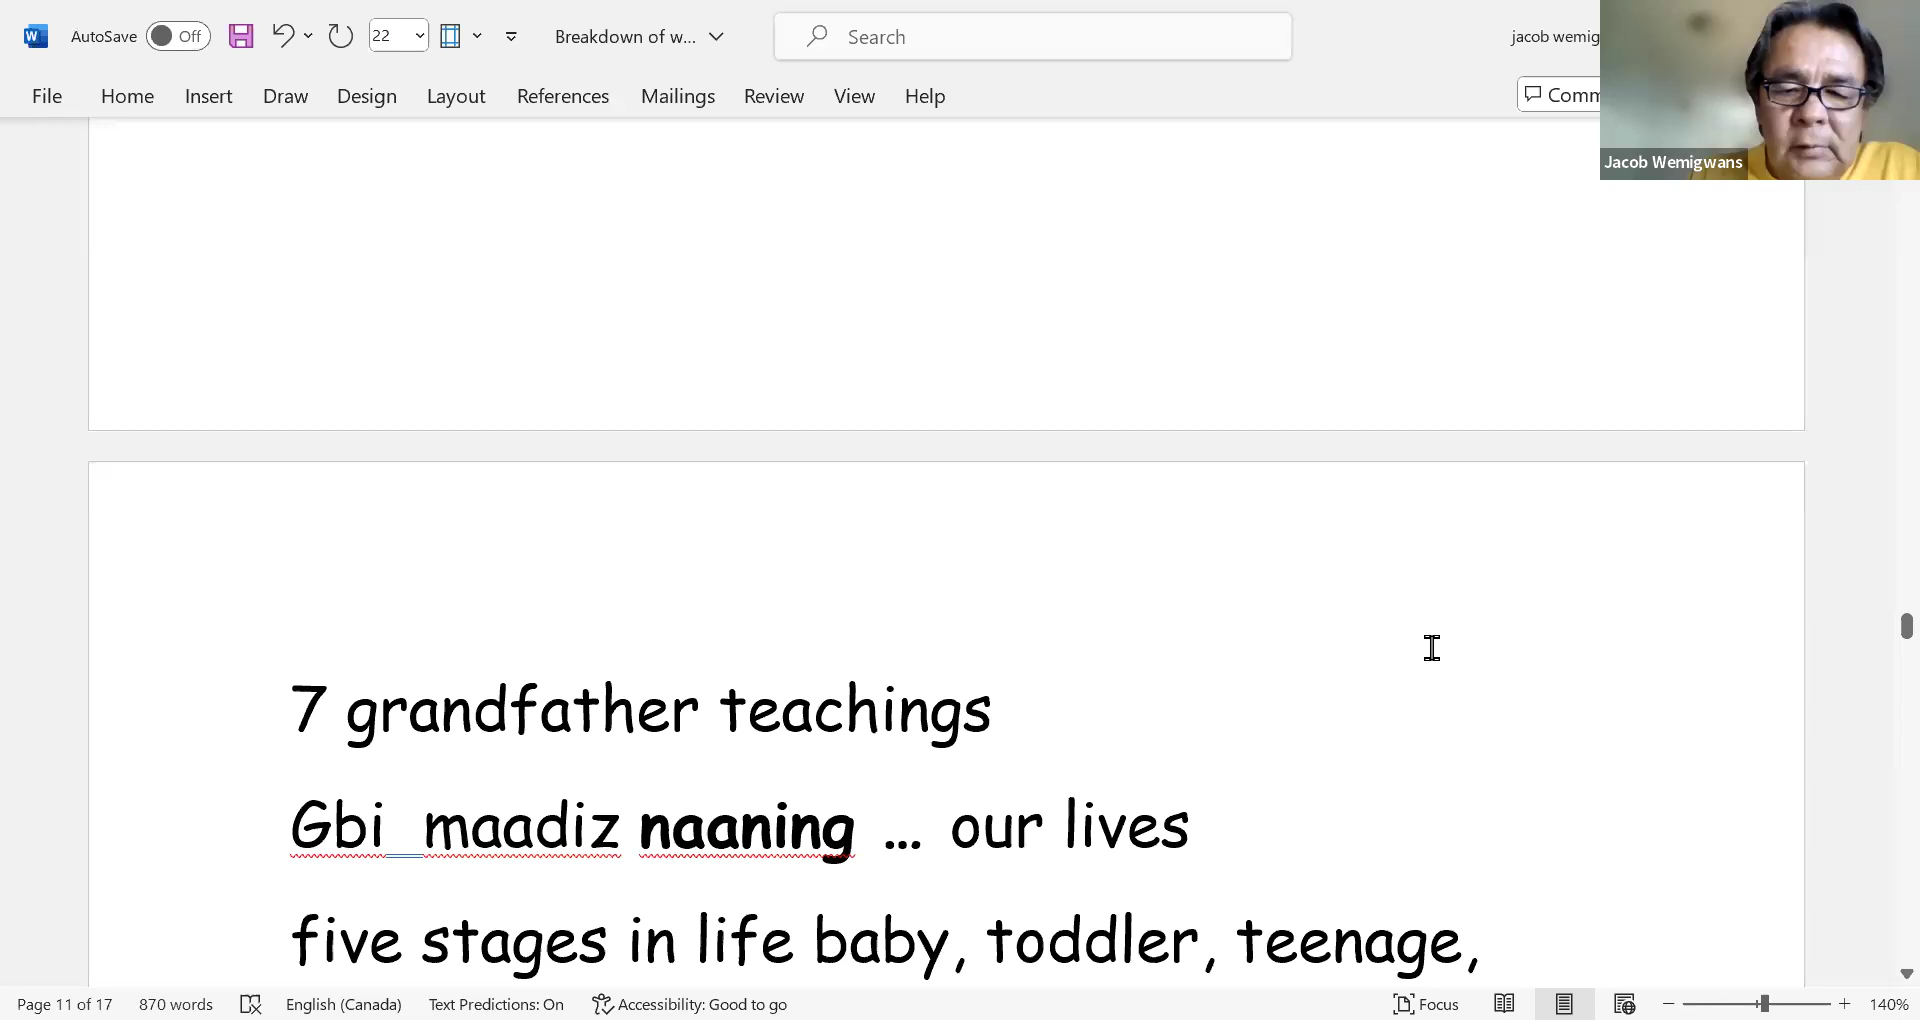 AutoSave Off 22 Breakdown of w... Search jacob wemig
File Home Insert Draw Design Layout References Mailings Review View Help Comm
Jacob Wemigwans
7 grandfather teachings
Gbi maadiz naaning ... our lives
five stages in life baby, toddler, teenage,
Page 11 of 17 870 words English (Canada) Text Predictions: On Accessibility: Good to go Focus 140%